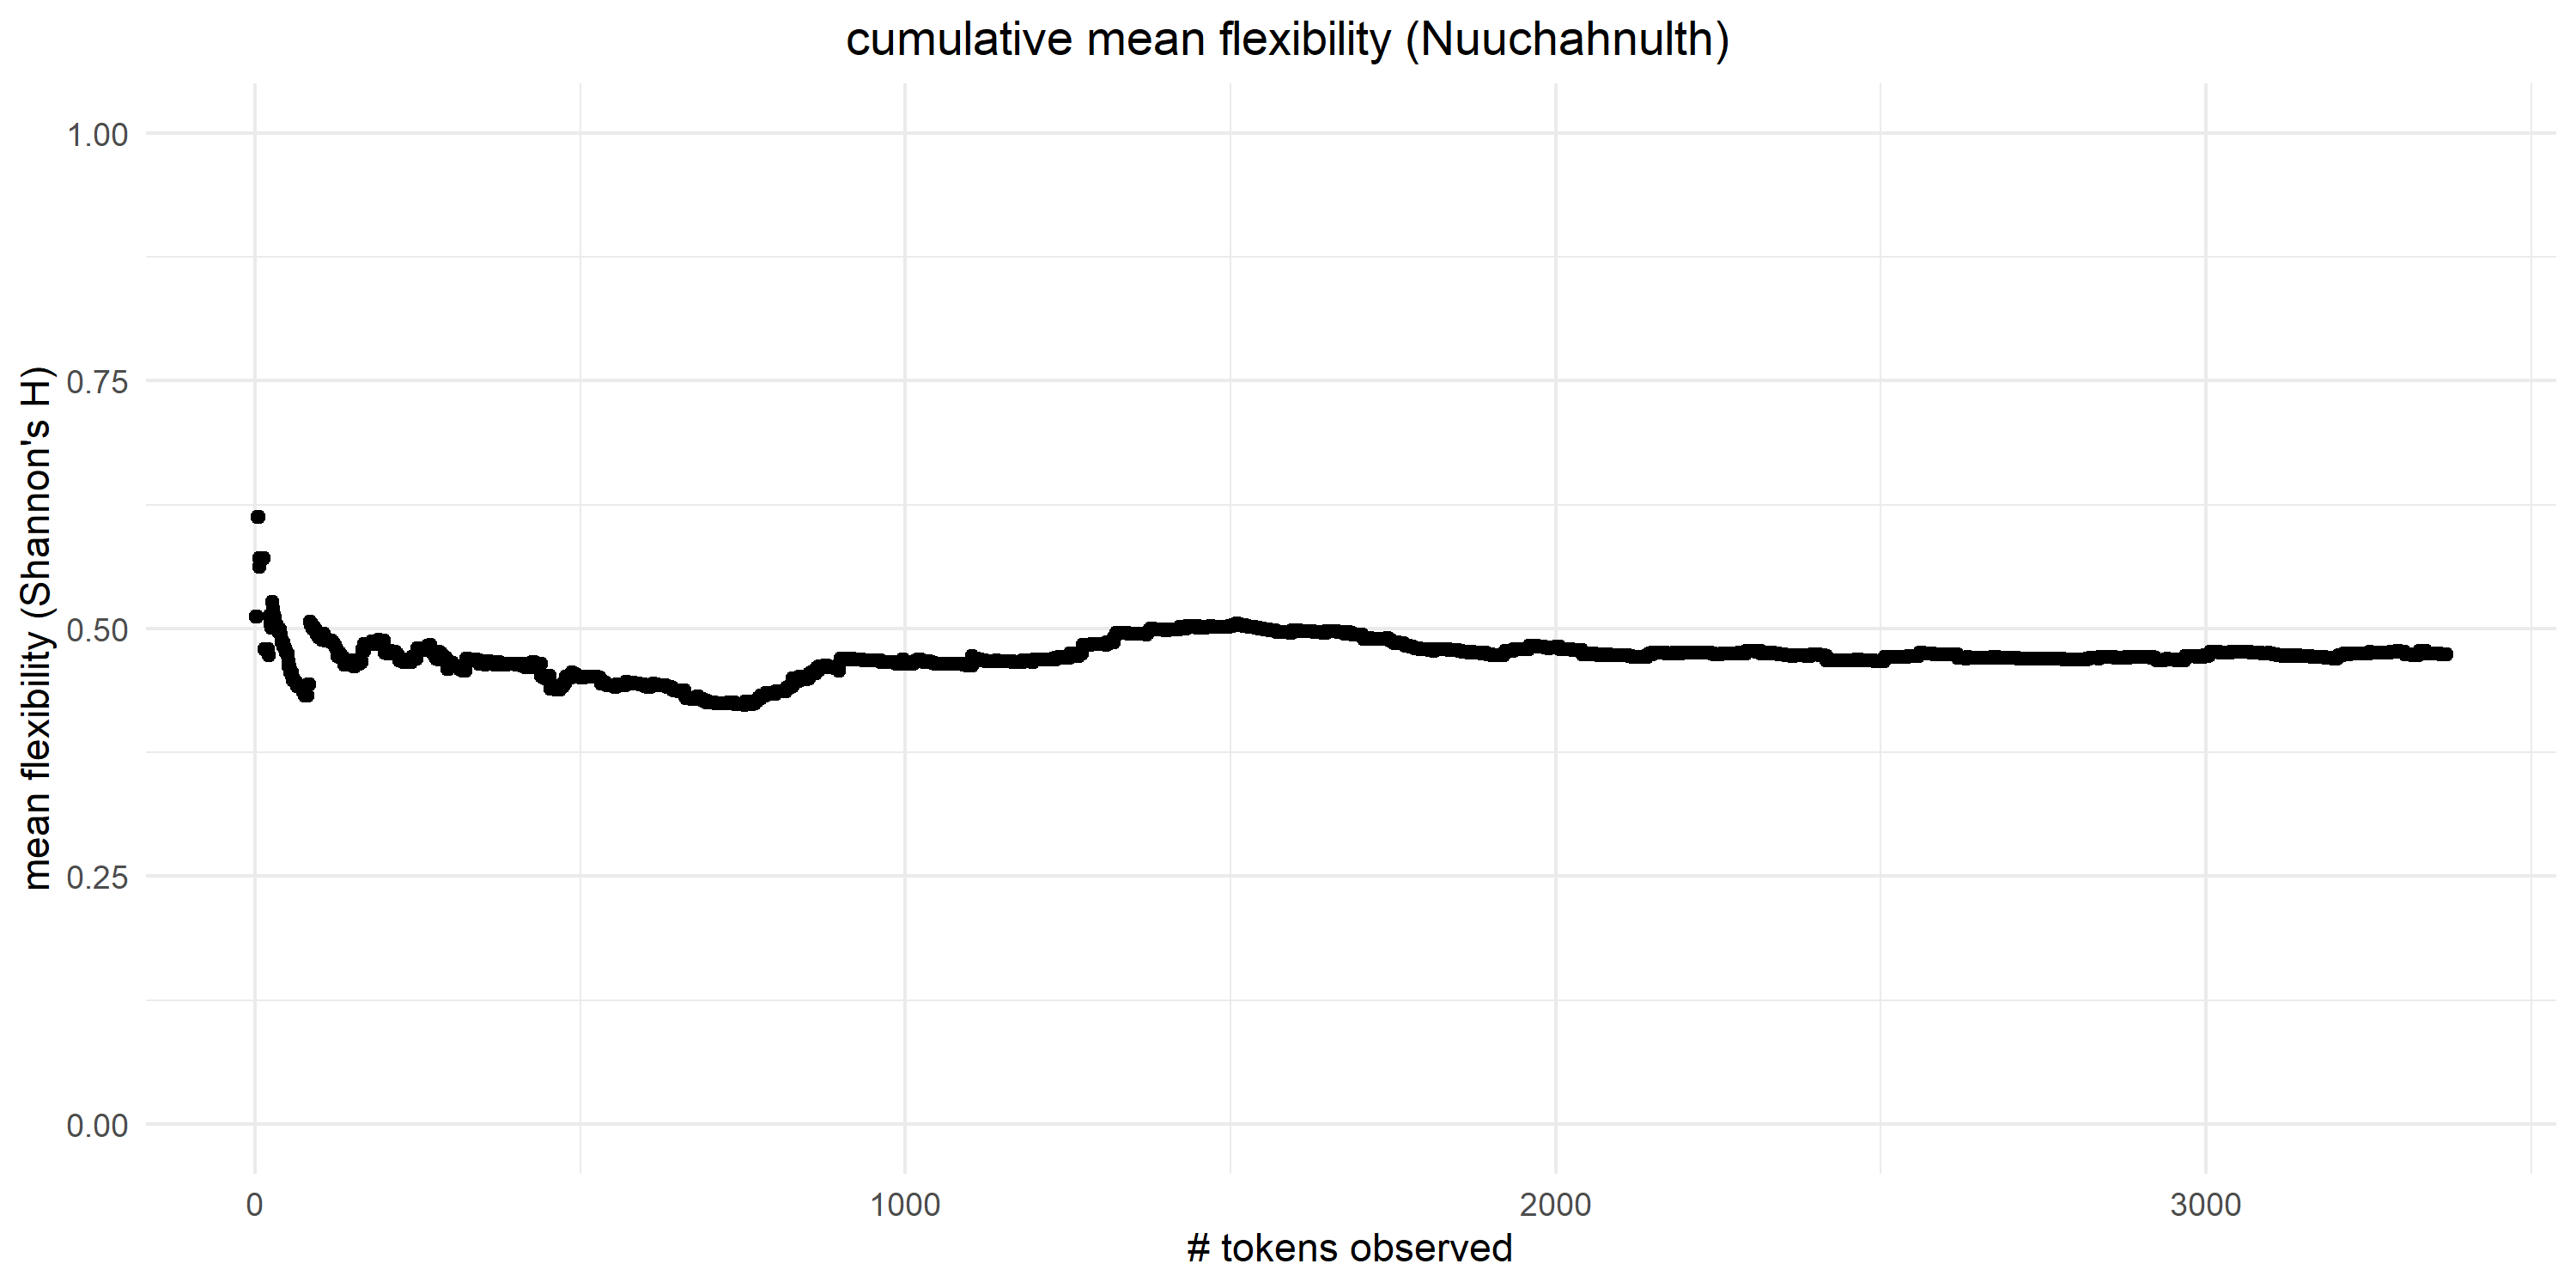 cumulative mean flexibility (Nuuchahnulth)
mean flexibility (Shannon's H)
1.00
0.75
0.50
0.25
0.00
0 1000 2000 3000
# tokens observed